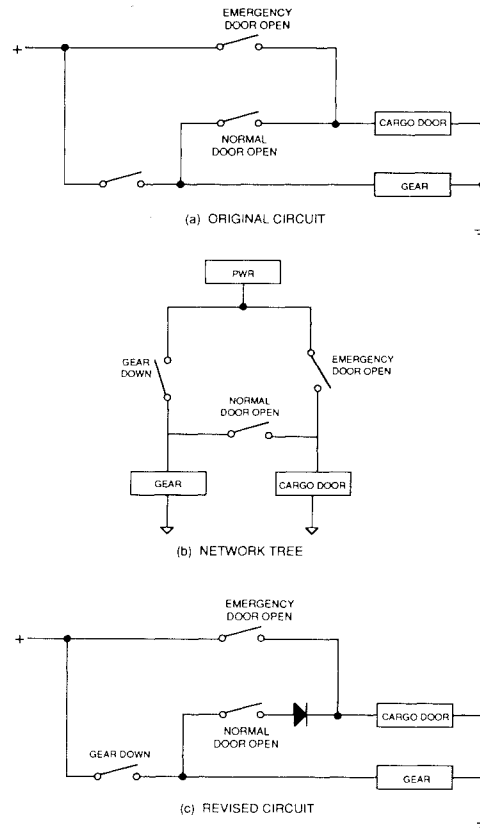 EMERGENCY
DOOR OPEN
+
NORMAL
DOOR OPEN
CARGO DOOR
GEAR
(a) ORIGINAL CIRCUIT
PWR
GEAR
DOWN
EMERGENCY
DOOR OPEN
NORMAL
DOOR OPEN
GEAR
CARGO DOOR
(b) NETWORK TREE
EMERGENCY
DOOR OPEN
+
NORMAL
DOOR OPEN
CARGO DOOR
GEAR DOWN
GEAR
(c) REVISED CIRCUIT